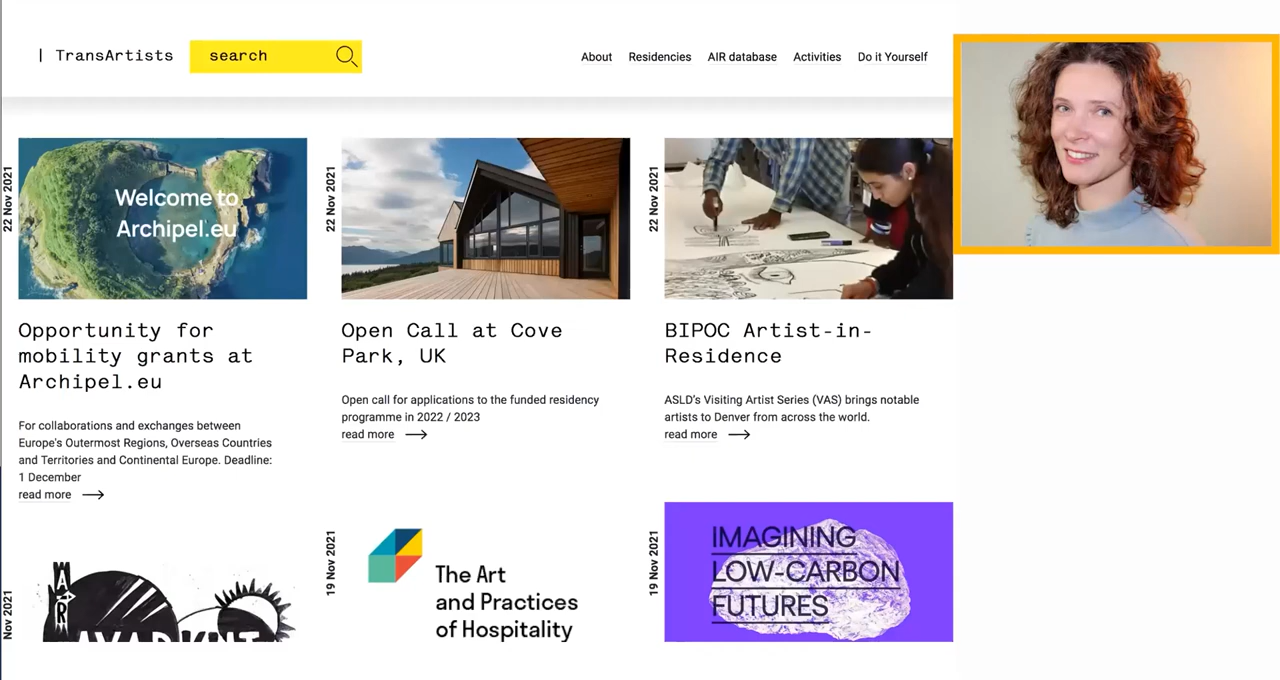 | TransArtists
search
About Residencies AIR database Activities Do it Yourself
22 Nov 2021
Welcome to
Archipel.eu
Opportunity for
mobility grants at
Archipel.eu
For collaborations and exchanges between
Europe's Outermost Regions, Overseas Countries
and Territories and Continental Europe. Deadline:
1 December
read more
22 Nov 2021
Open Call at Cove
Park, UK
Open call for applications to the funded residency
programme in 2022 / 2023
read more
22 Nov 2021
BIPOC Artist-in-
Residence
ASLD's Visiting Artist Series (VAS) brings notable
artists to Denver from across the world.
read more
Nov 2021
19 Nov 2021
The Art
and Practices
of Hospitality
19 Nov 2021
IMAGINING
LOW-CARBON
FUTURES